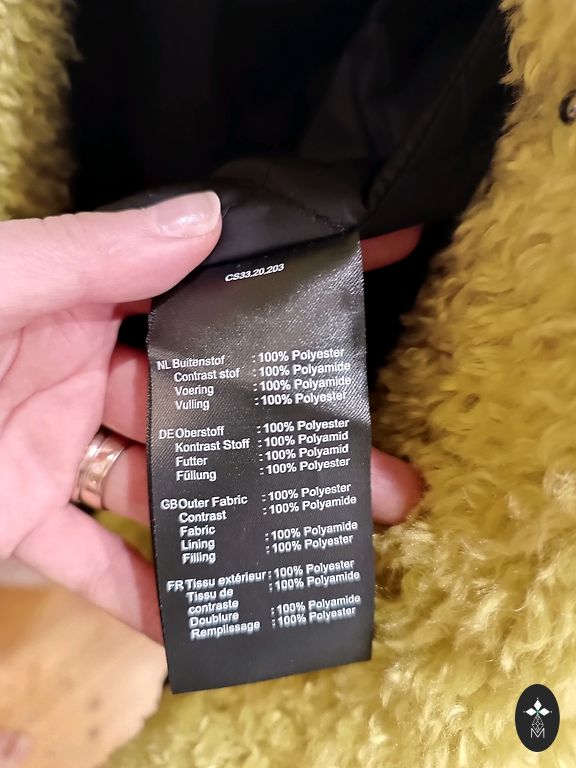 CS33.20.203
NL Buitenstof : 100% Polyester
Contrast stof : 100% Polyamide
Voering : 100% Polyamide
Vulling : 100% Polyester
DE Oberstoff : 100% Polyester
Kontrast Stoff : 100% Polyamid
Futter : 100% Polyamid
Füllung : 100% Polyester
GB Outer Fabric : 100% Polyester
Contrast : 100% Polyamide
Fabric
Lining : 100% Polyamide
Filling : 100% Polyester
FR Tissu extérieur : 100% Polyester
Tissu de : 100% Polyamide
contraste
Doublure : 100% Polyamide
Remplissage : 100% Polyester
M